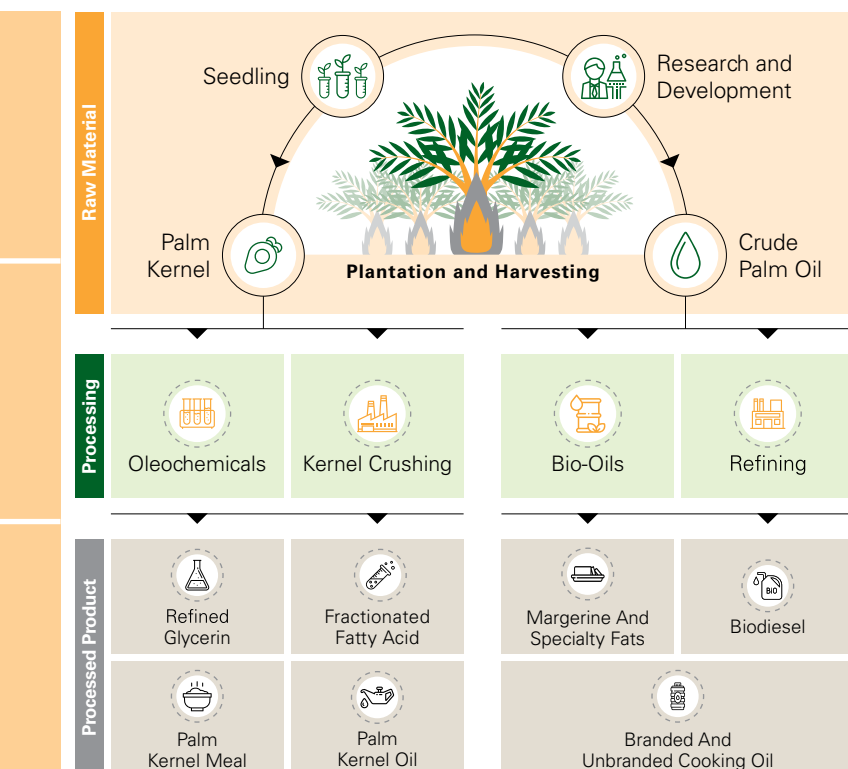 Raw Material
Seedling
Research and
Development
Palm
Kernel
Crude
Palm Oil
Plantation and Harvesting
Processing
Oleochemicals
Kernel Crushing
Bio-Oils
Refining
Processed Product
Refined
Glycerin
Fractionated
Fatty Acid
Margerine And
Specialty Fats
BIO
Biodiesel
Palm
Kernel Meal
Palm
Kernel Oil
Branded And
Unbranded Cooking Oil